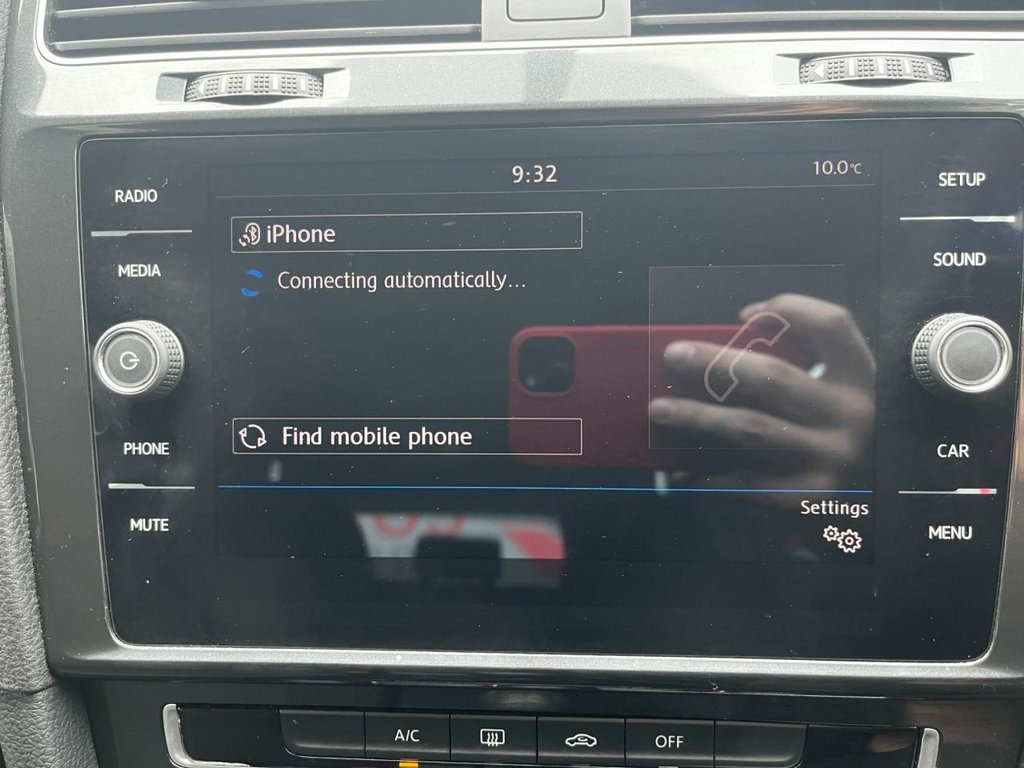 9:32
10.0°C
RADIO
SETUP
iPhone
MEDIA
SOUND
Connecting automatically...
PHONE
Find mobile phone
CAR
Settings
MUTE
MENU
A/C
OFF